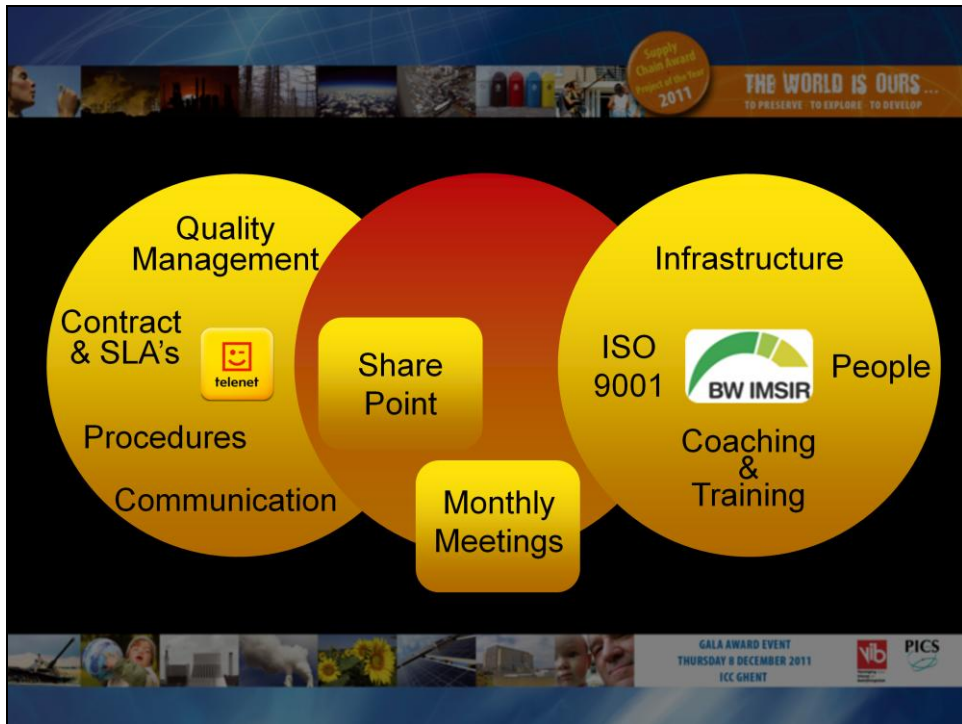 Supply
Chain Award
Project of the Year
2011
THE WORLD IS OURS...
TO PRESERVE TO EXPLORE TO DEVELOP
Quality
Management
Contract
& SLA's
telenet
Procedures
Communication
Share
Point
Monthly
Meetings
Infrastructure
ISO
9001
BW IMSIR
People
Coaching
&
Training
GALA AWARD EVENT
THURSDAY 8 DECEMBER 2011
ICC GHENT
vib
PICS